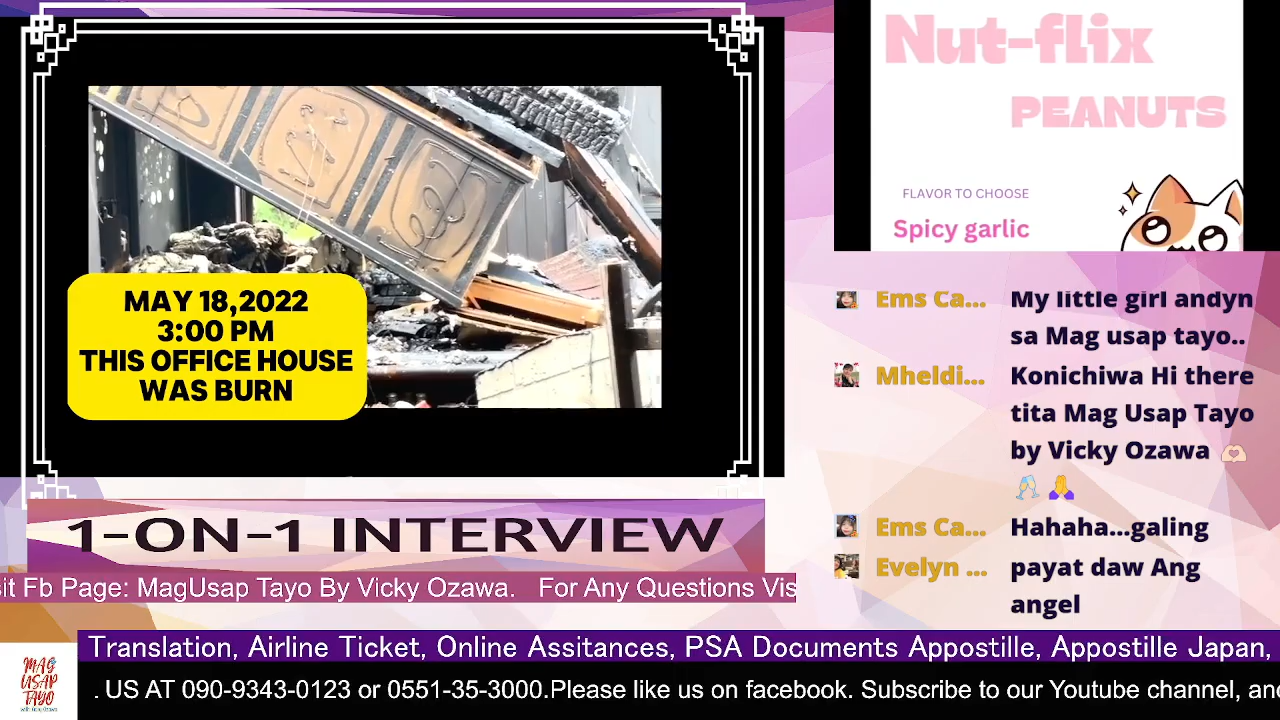 MAY 18,2022
3:00 PM
THIS OFFICE HOUSE
WAS BURN
1-ON-1 INTERVIEW
sit Fb Page: MagUsap Tayo By Vicky Ozawa. For Any Questions Vis
Nut-flix
PEANUTS
FLAVOR TO CHOOSE
Spicy garlic
Ems Ca... My little girl andyn
sa Mag usap tayo..
Mheldi... Konichiwa Hi there
tita Mag Usap Tayo
by Vicky Ozawa 🫶🏻
🥂 🙏
Ems Ca... Hahaha...galing
Evelyn ... payat daw Ang
angel
Translation, Airline Ticket, Online Assitances, PSA Documents Appostille, Appostille Japan,
. US AT 090-9343-0123 or 0551-35-3000.Please like us on facebook. Subscribe to our Youtube channel, and
MAG
USAP
TAYO